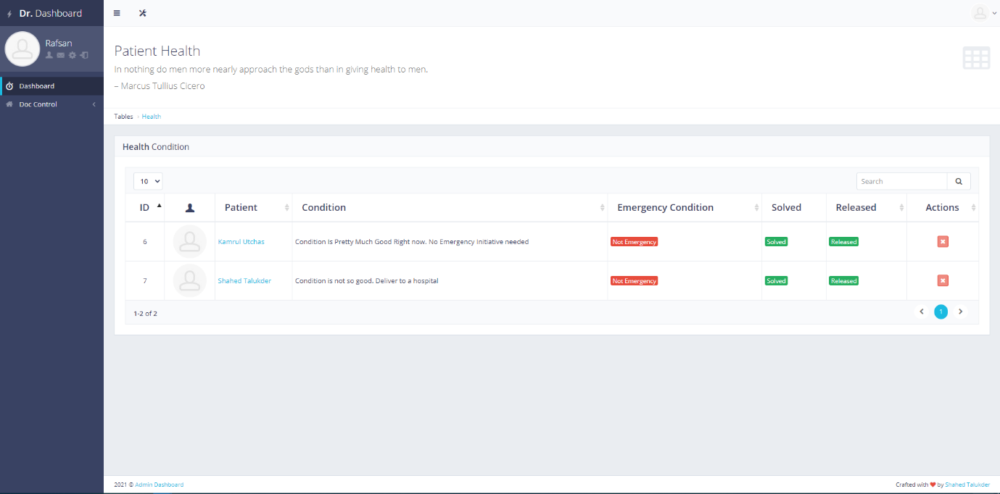 Dr. Dashboard
Rafsan
Dashboard
Doc Control
Patient Health
In nothing do men more nearly approach the gods than in giving health to men.
– Marcus Tullius Cicero
Tables Health
Health Condition
10 Search
ID Patient Condition Emergency Condition Solved Released Actions
6 Kamrul Utchas Condition Is Pretty Much Good Right now. No Emergency Initiative needed Not Emergency Solved Released
7 Shahed Talukder Condition is not so good. Deliver to a hospital Not Emergency Solved Released
1-2 of 2 1
2021 © Admin Dashboard Crafted with ❤ by Shahed Talukder